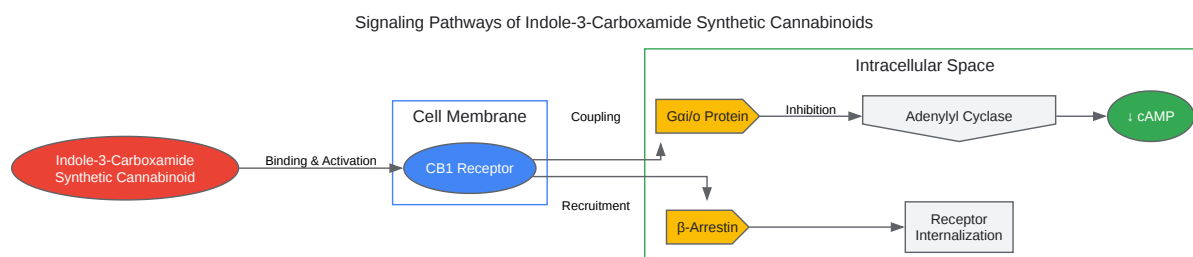 Signaling Pathways of Indole-3-Carboxamide Synthetic Cannabinoids
Intracellular Space
Cell Membrane
Coupling
Gαi/o Protein
Inhibition
Adenylyl Cyclase
↓ cAMP
Indole-3-Carboxamide
Synthetic Cannabinoid
Binding & Activation
CB1 Receptor
Recruitment
β-Arrestin
Receptor
Internalization